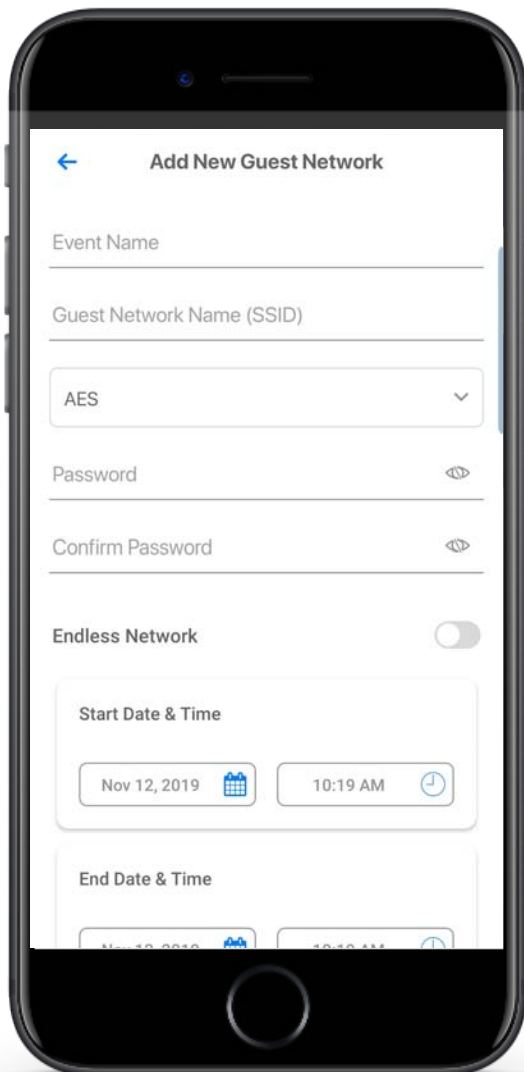 Add New Guest Network
Event Name
Guest Network Name (SSID)
AES
Password
Confirm Password
Endless Network
Start Date & Time
Nov 12, 2019 10:19 AM
End Date & Time